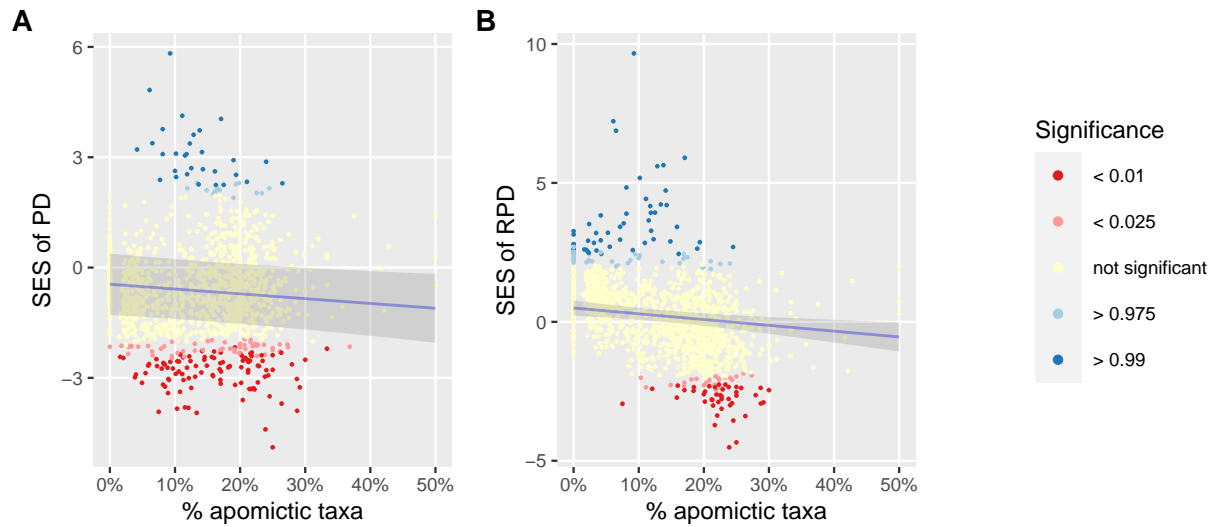 A
SES of PD
6
3
0
−3
0% 10% 20% 30% 40% 50%
% apomictic taxa
B
SES of RPD
10
5
0
−5
0% 10% 20% 30% 40% 50%
% apomictic taxa
Significance
< 0.01
< 0.025
not significant
> 0.975
> 0.99